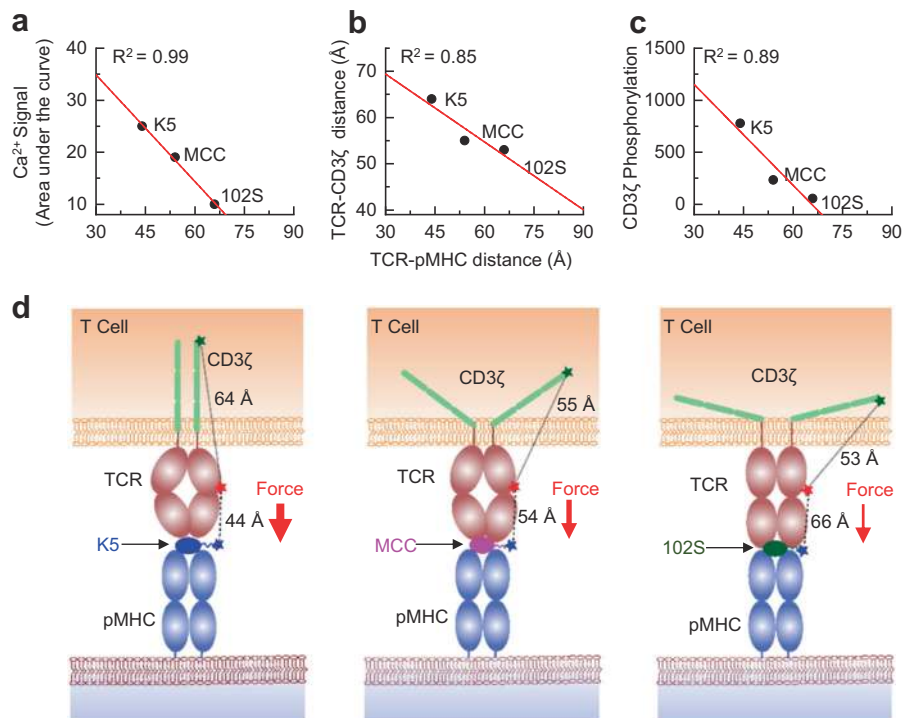 a
R² = 0.99
Ca²⁺ Signal
(Area under the curve)
40
30
20
10
K5
MCC
102S
30 45 60 75 90
b
R² = 0.85
TCR-CD3ζ distance (Å)
70
60
50
40
K5
MCC
102S
30 45 60 75 90
TCR-pMHC distance (Å)
c
R² = 0.89
CD3ζ Phosphorylation
1500
1000
500
250
0
K5
MCC
102S
30 45 60 75 90
d
T Cell
CD3ζ
64 Å
TCR
Force
44 Å
K5
pMHC
T Cell
CD3ζ
55 Å
TCR
Force
54 Å
MCC
pMHC
T Cell
CD3ζ
53 Å
TCR
Force
66 Å
102S
pMHC